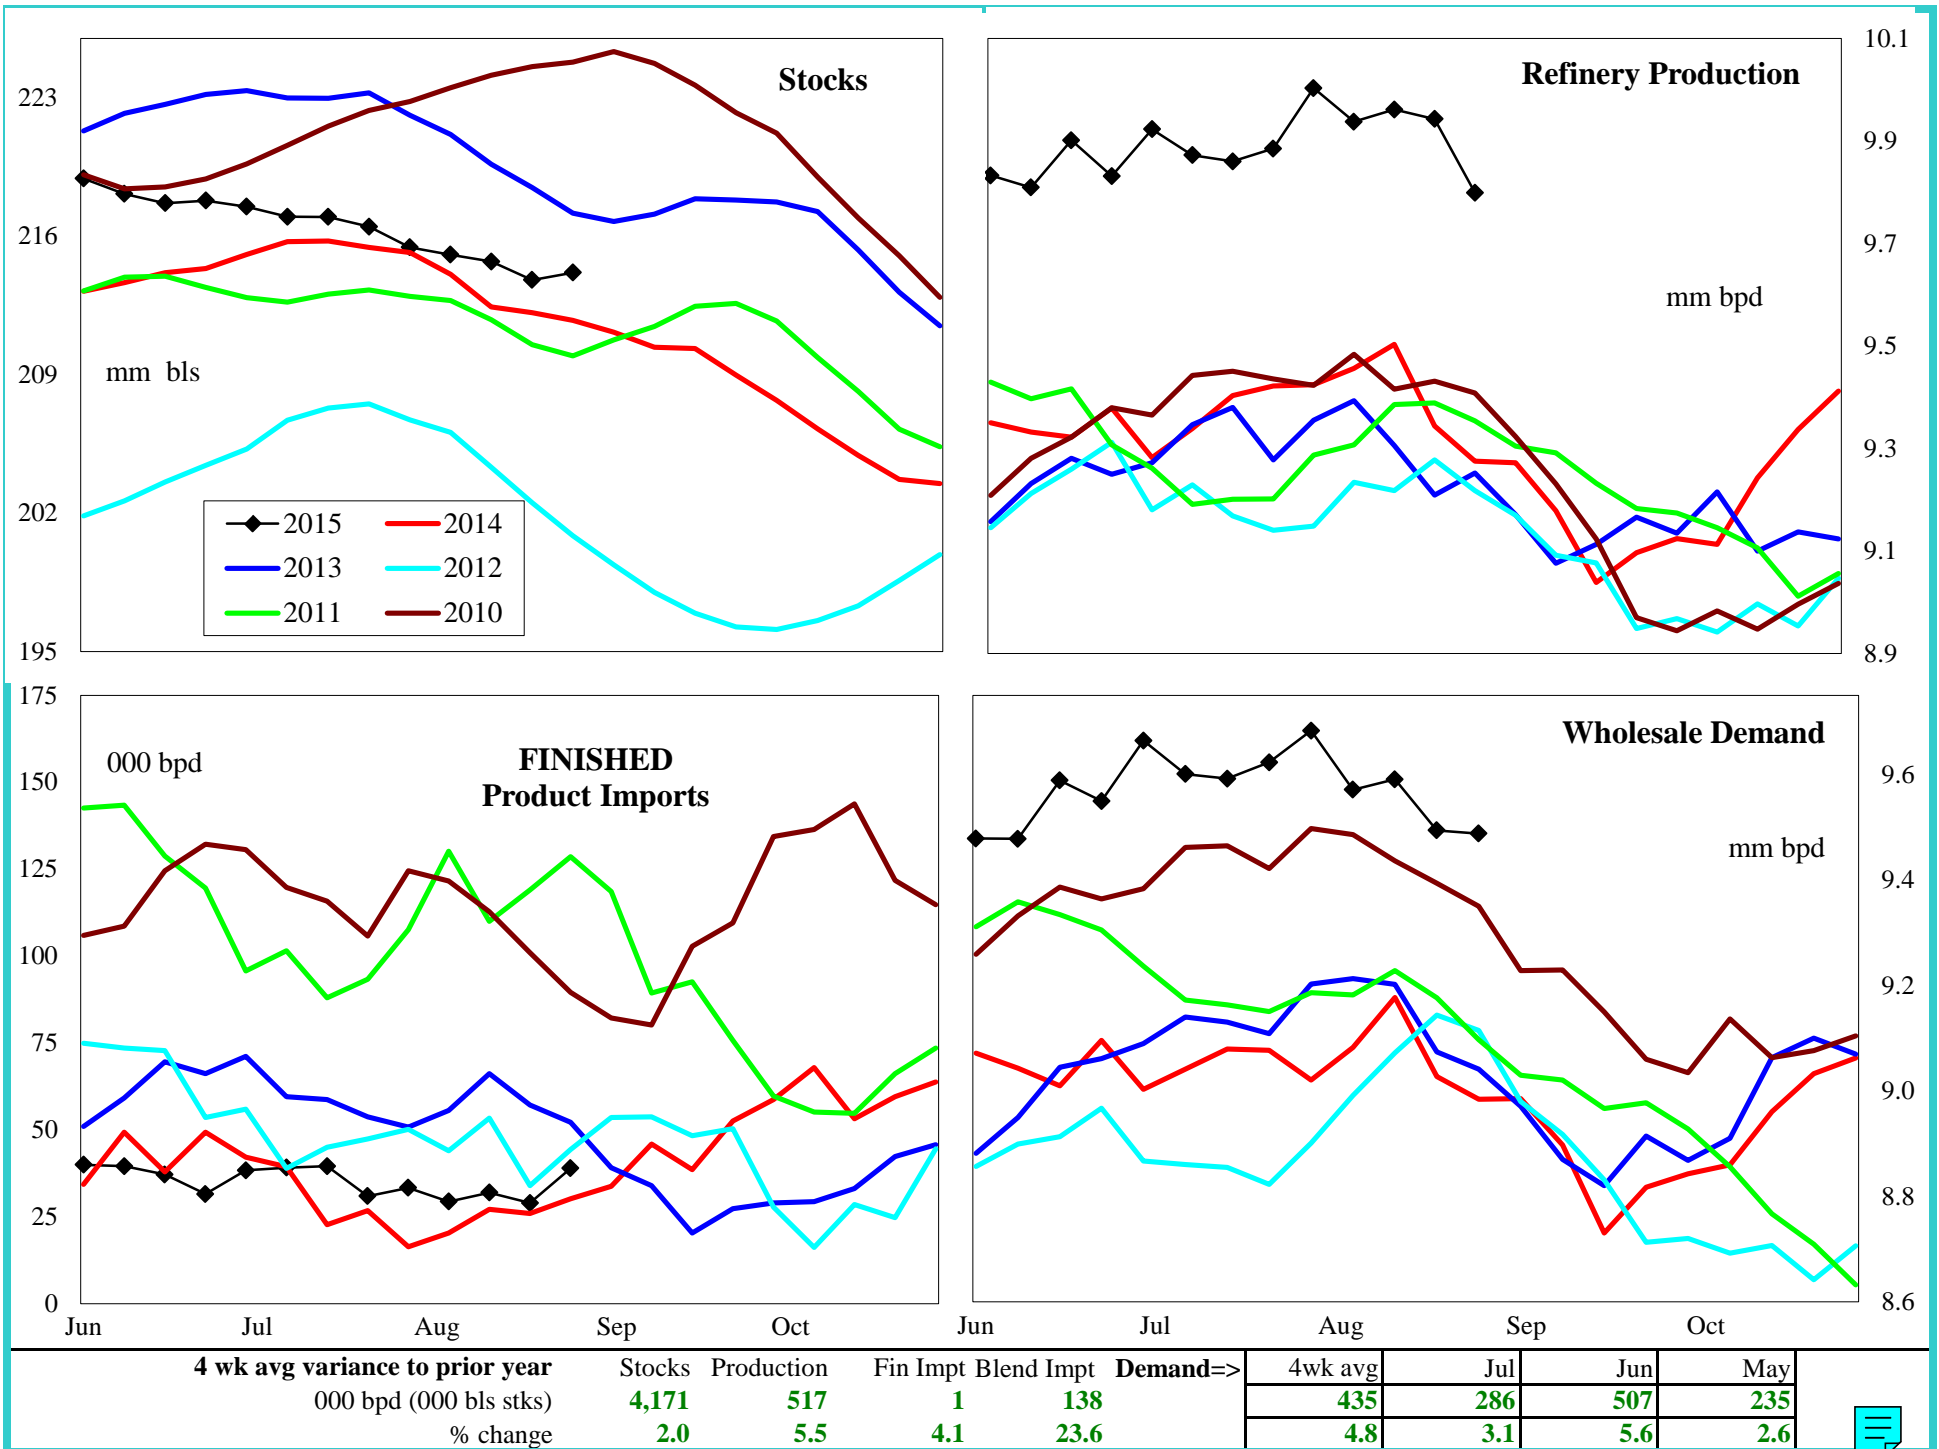 Stocks
223
216
209
202
195
mm bls
2015 2014
2013 2012
2011 2010
Refinery Production
10.1
9.9
9.7
9.5
9.3
9.1
8.9
mm bpd
175
150
125
100
75
50
25
0
000 bpd
FINISHED
Product Imports
Jun Jul Aug Sep Oct
Wholesale Demand
9.6
9.4
9.2
9.0
8.8
8.6
mm bpd
Jun Jul Aug Sep Oct
4 wk avg variance to prior year Stocks Production Fin Impt Blend Impt Demand=> 4wk avg Jul Jun May
000 bpd (000 bls stks) 4,171 517 1 138 435 286 507 235
% change 2.0 5.5 4.1 23.6 4.8 3.1 5.6 2.6